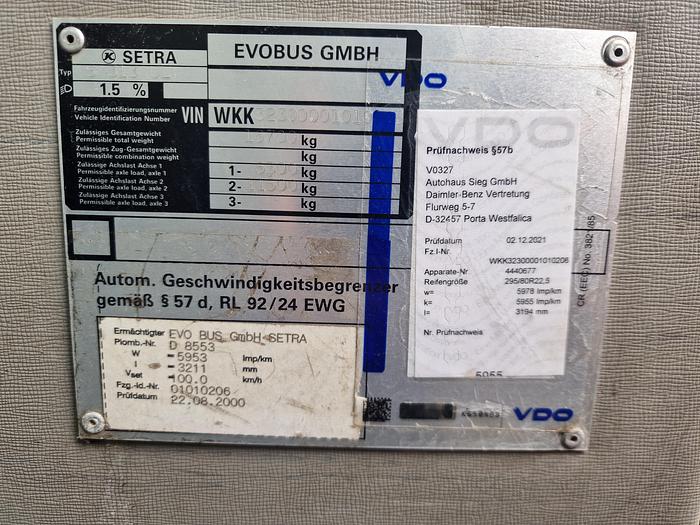 SETRA
EVOBUS GMBH
Typ
1.5 %
Fahrzeugidentifizierungsnummer
Vehicle Identification Number
VIN WKK
Zulässiges Gesamtgewicht
Permissible total weight
kg
Zulässiges Zug-Gesamtgewicht
Permissible combination weight
kg
Zulässige Achslast Achse 1
Permissible axle load, axle 1
1- kg
Zulässige Achslast Achse 2
Permissible axle load, axle 2
2- kg
Zulässige Achslast Achse 3
Permissible axle load, axle 3
3- kg
Autom. Geschwindigkeitsbegrenzer
gemäß § 57 d, RL 92/24 EWG
Ermächtigter EVO BUS GmbH SETRA
Plomb.-Nr. D 8553
W -5953 Imp/km
l -3211 mm
Vset -100.0 km/h
Fzg.-Id.-Nr. 01010206
Prüfdatum 22.08.2000
VDO
VDO
Prüfnachweis §57b
V0327
Autohaus Sieg GmbH
Daimler-Benz Vertretung
Flurweg 5-7
D-32457 Porta Westfalica
Prüfdatum 02.12.2021
Fz.I-Nr.
WKK32300001010206
Apparate-Nr 4440677
Reifengröße 295/80R22,5
w= 5978 Imp/km
k= 5955 Imp/km
l= 3194 mm
Nr. Prüfnachweis
5055
CR (EEC) No. 3821/85
VDO